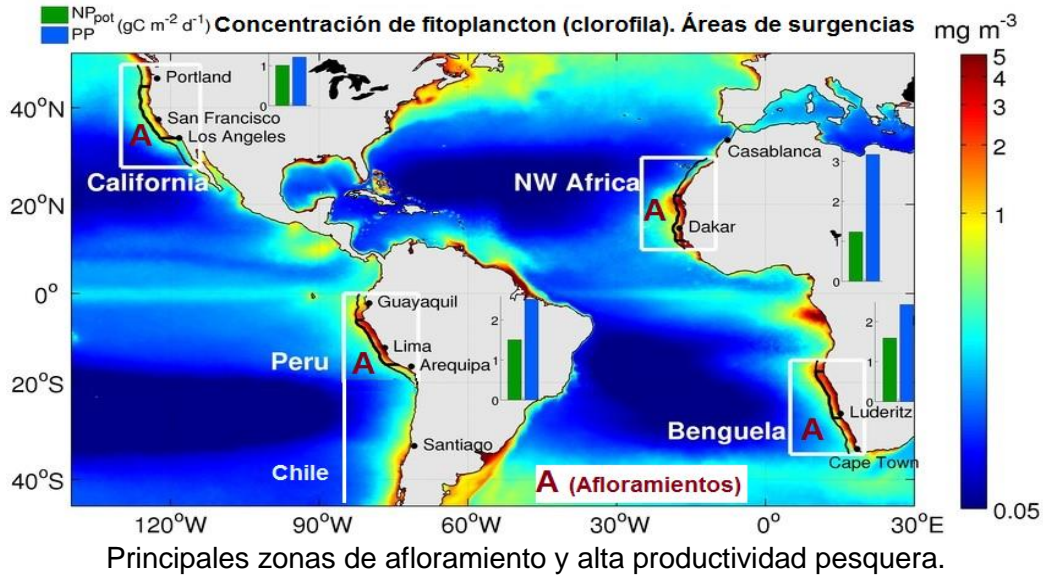 NPpot
PP
(gC m-2 d-1)
Concentración de fitoplancton (clorofila). Áreas de surgencias
mg m-3
5
4
3
2
1
0.05
40°N
20°N
0°
20°S
40°S
120°W
90°W
60°W
30°W
0°
30°E
1
0
Portland
San Francisco
Los Angeles
A
California
NW Africa
A
Casablanca
Dakar
3
2
1
0
Guayaquil
Lima
Arequipa
Peru
A
2
1
0
Santiago
Chile
Benguela
A
Luderitz
Cape Town
2
1
0
A (Afloramientos)
Principales zonas de afloramiento y alta productividad pesquera.